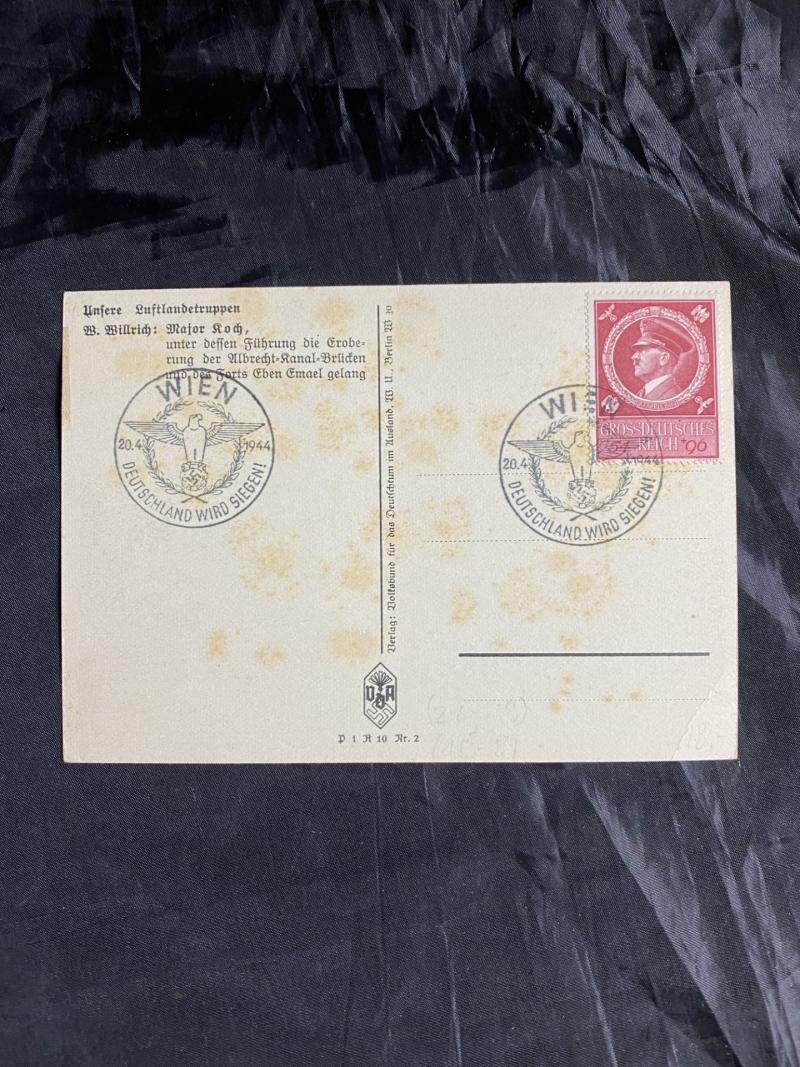 Unsere Luftlandetruppen
W. Willrich: Major Koch,
unter dessen Führung die Erobe-
rung der Albrecht-Kanal-Brücken
und des Forts Eben Emael gelang
WIEN
20.4 1944
DEUTSCHLAND WIRD SIEGEN!
Verlag: Volksbund für das Deutschtum im Ausland, W. U., Berlin W 30
VDA
P 1 R 10 Nr. 2
GROSSDEUTSCHES
54 REICH +96
WIEN
20.4 1944
DEUTSCHLAND WIRD SIEGEN!